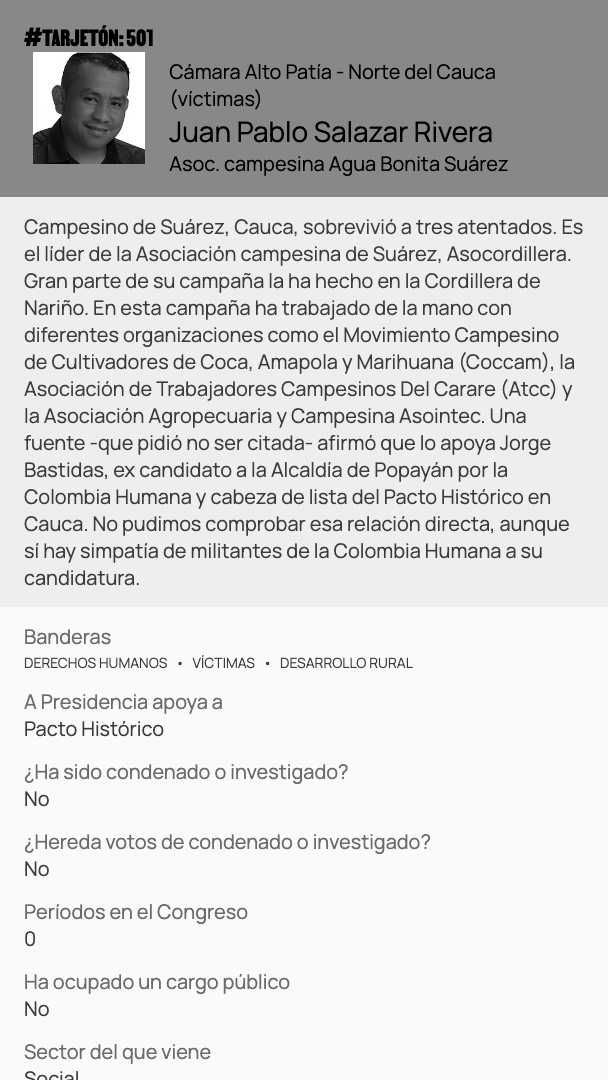 #TARJETÓN: 501
Cámara Alto Patía - Norte del Cauca
(víctimas)
Juan Pablo Salazar Rivera
Asoc. campesina Agua Bonita Suárez
Campesino de Suárez, Cauca, sobrevivió a tres atentados. Es
el líder de la Asociación campesina de Suárez, Asocordillera.
Gran parte de su campaña la ha hecho en la Cordillera de
Nariño. En esta campaña ha trabajado de la mano con
diferentes organizaciones como el Movimiento Campesino
de Cultivadores de Coca, Amapola y Marihuana (Coccam), la
Asociación de Trabajadores Campesinos Del Carare (Atcc) y
la Asociación Agropecuaria y Campesina Asointec. Una
fuente -que pidió no ser citada- afirmó que lo apoya Jorge
Bastidas, ex candidato a la Alcaldía de Popayán por la
Colombia Humana y cabeza de lista del Pacto Histórico en
Cauca. No pudimos comprobar esa relación directa, aunque
sí hay simpatía de militantes de la Colombia Humana a su
candidatura.
Banderas
DERECHOS HUMANOS • VÍCTIMAS • DESARROLLO RURAL
A Presidencia apoya a
Pacto Histórico
¿Ha sido condenado o investigado?
No
¿Hereda votos de condenado o investigado?
No
Períodos en el Congreso
0
Ha ocupado un cargo público
No
Sector del que viene
Social